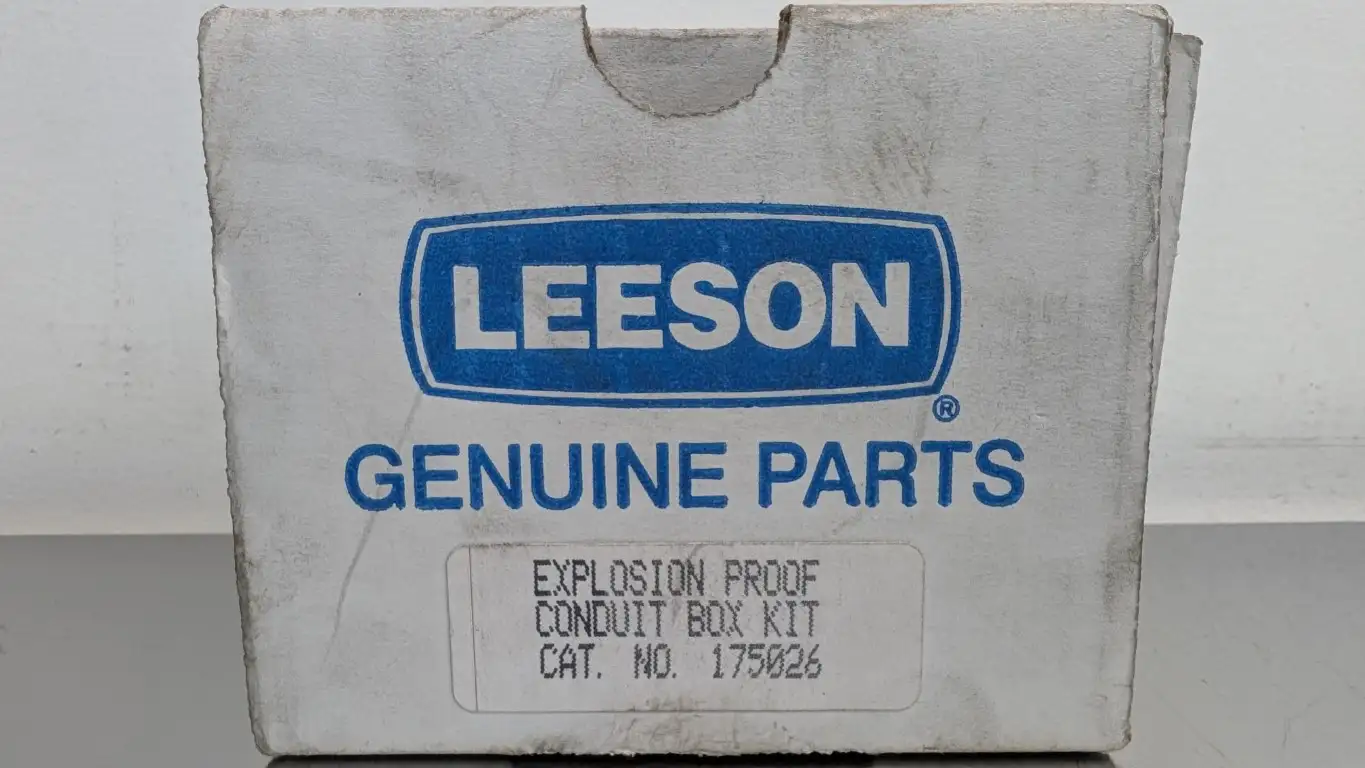 LEESON
®
GENUINE PARTS
EXPLOSION PROOF
CONDUIT BOX KIT
CAT. NO. 175026